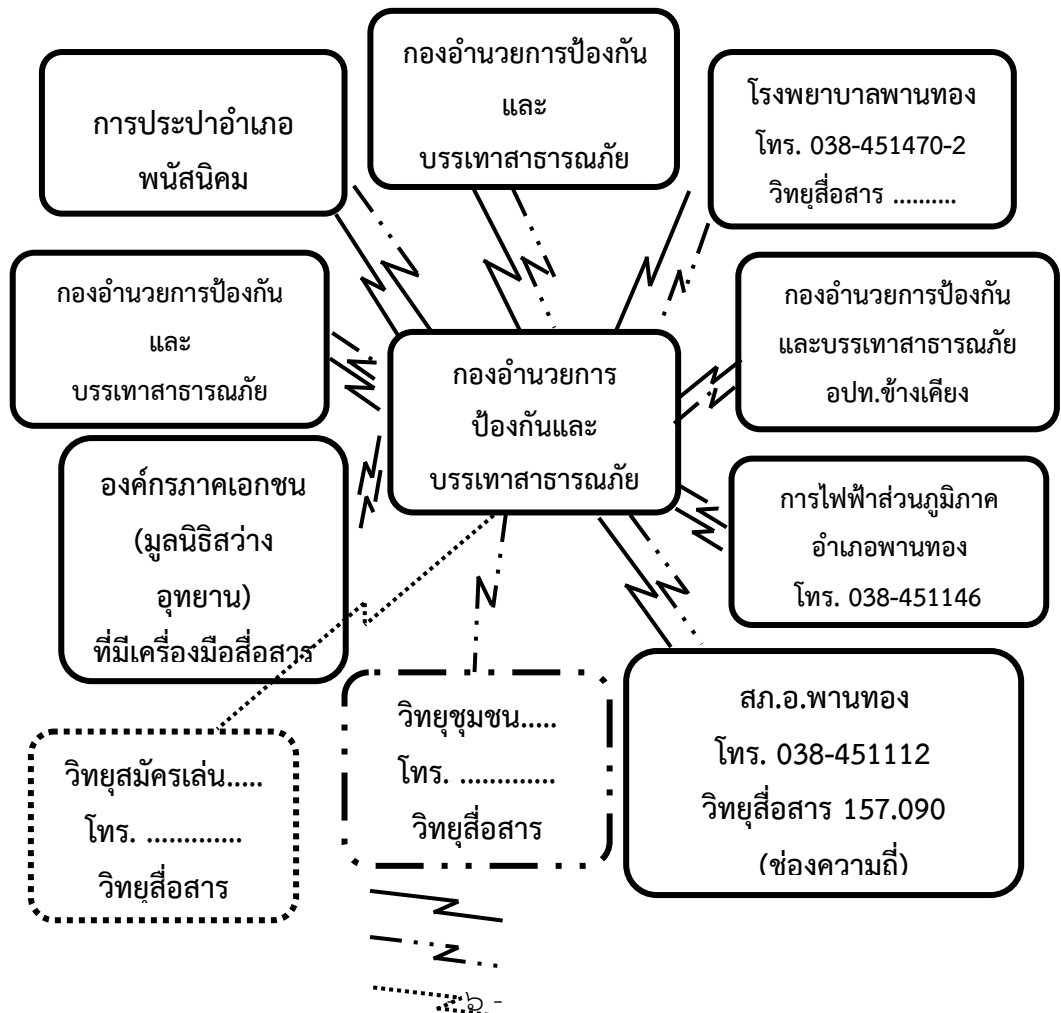 การประปาอำเภอ
พนัสนิคม
กองอำนวยการป้องกัน
และ
บรรเทาสาธารณภัย
โรงพยาบาลพานทอง
โทร. 038-451470-2
วิทยุสื่อสาร ..........
กองอำนวยการป้องกัน
และ
บรรเทาสาธารณภัย
กองอำนวยการ
ป้องกันและ
บรรเทาสาธารณภัย
กองอำนวยการป้องกัน
และบรรเทาสาธารณภัย
อปท.ข้างเคียง
องค์กรภาคเอกชน
(มูลนิธิสว่าง
อุทยาน)
ที่มีเครื่องมือสื่อสาร
การไฟฟ้าส่วนภูมิภาค
อำเภอพานทอง
โทร. 038-451146
วิทยุสมัครเล่น.....
โทร. .............
วิทยุสื่อสาร
วิทยุชุมชน.....
โทร. .............
วิทยุสื่อสาร
สภ.อ.พานทอง
โทร. 038-451112
วิทยุสื่อสาร 157.090
(ช่องความถี่)
๖ -